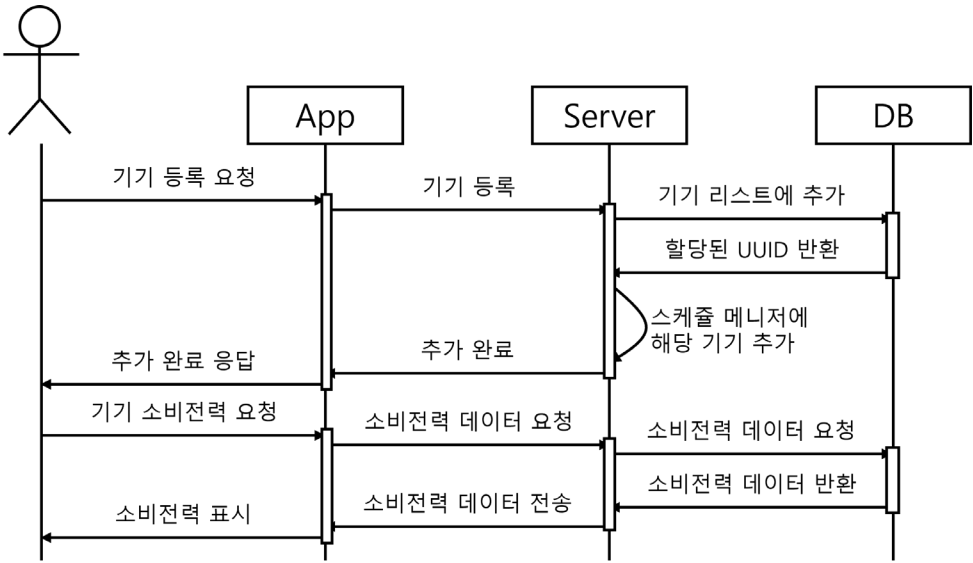 App
Server
DB
기기 등록 요청
기기 등록
기기 리스트에 추가
할당된 UUID 반환
스케쥴 메니저에
해당 기기 추가
추가 완료
추가 완료 응답
기기 소비전력 요청
소비전력 데이터 요청
소비전력 데이터 요청
소비전력 데이터 반환
소비전력 데이터 전송
소비전력 표시